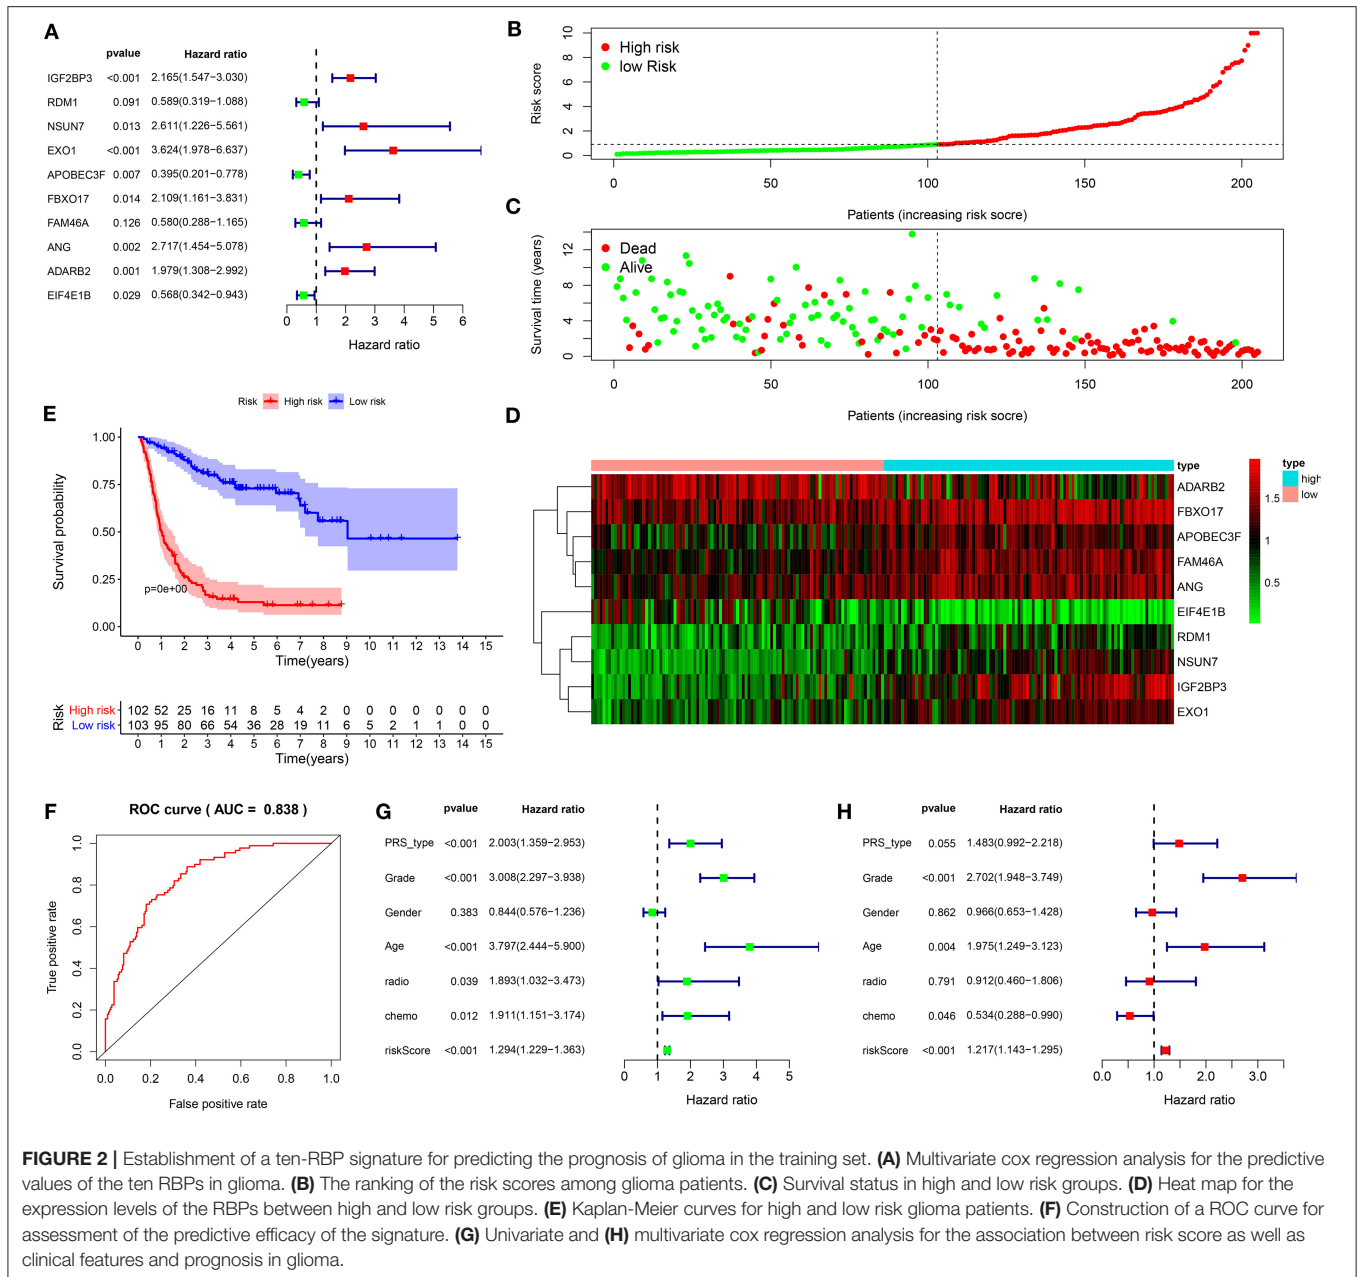 A
pvalue Hazard ratio
IGF2BP3 <0.001 2.165(1.547−3.030)
RDM1 0.091 0.589(0.319−1.088)
NSUN7 0.013 2.611(1.226−5.561)
EXO1 <0.001 3.624(1.978−6.637)
APOBEC3F 0.007 0.395(0.201−0.778)
FBXO17 0.014 2.109(1.161−3.831)
FAM46A 0.126 0.580(0.288−1.165)
ANG 0.002 2.717(1.454−5.078)
ADARB2 0.001 1.979(1.308−2.992)
EIF4E1B 0.029 0.568(0.342−0.943)
0 1 2 3 4 5 6
Hazard ratio
B
High risk
low Risk
Risk score
10
8
6
4
2
0
0 50 100 150 200
Patients (increasing risk socre)
C
Dead
Alive
Survival time (years)
12
8
4
0
0 50 100 150 200
Patients (increasing risk socre)
D
type
ADARB2
FBXO17
APOBEC3F
FAM46A
ANG
EIF4E1B
RDM1
NSUN7
IGF2BP3
EXO1
1.5
1
0.5
type
high
low
E
Risk High risk Low risk
Survival probability
1.00
0.75
0.50
0.25
0.00
p=0e+00
0 1 2 3 4 5 6 7 8 9 10 11 12 13 14 15
Time(years)
Risk
High risk 102 52 25 16 11 8 5 4 2 0 0 0 0 0 0 0
Low risk 103 95 80 66 54 36 28 19 11 6 5 2 1 1 0 0
0 1 2 3 4 5 6 7 8 9 10 11 12 13 14 15
Time(years)
F
ROC curve ( AUC = 0.838 )
True positive rate
1.0
0.8
0.6
0.4
0.2
0.0
0.0 0.2 0.4 0.6 0.8 1.0
False positive rate
G
pvalue Hazard ratio
PRS_type <0.001 2.003(1.359−2.953)
Grade <0.001 3.008(2.297−3.938)
Gender 0.383 0.844(0.576−1.236)
Age <0.001 3.797(2.444−5.900)
radio 0.039 1.893(1.032−3.473)
chemo 0.012 1.911(1.151−3.174)
riskScore <0.001 1.294(1.229−1.363)
0 1 2 3 4 5
Hazard ratio
H
pvalue Hazard ratio
PRS_type 0.055 1.483(0.992−2.218)
Grade <0.001 2.702(1.948−3.749)
Gender 0.862 0.966(0.653−1.428)
Age 0.004 1.975(1.249−3.123)
radio 0.791 0.912(0.460−1.806)
chemo 0.046 0.534(0.288−0.990)
riskScore <0.001 1.217(1.143−1.295)
0.0 1.0 2.0 3.0
Hazard ratio
FIGURE 2 | Establishment of a ten-RBP signature for predicting the prognosis of glioma in the training set. (A) Multivariate cox regression analysis for the predictive
values of the ten RBPs in glioma. (B) The ranking of the risk scores among glioma patients. (C) Survival status in high and low risk groups. (D) Heat map for the
expression levels of the RBPs between high and low risk groups. (E) Kaplan-Meier curves for high and low risk glioma patients. (F) Construction of a ROC curve for
assessment of the predictive efficacy of the signature. (G) Univariate and (H) multivariate cox regression analysis for the association between risk score as well as
clinical features and prognosis in glioma.